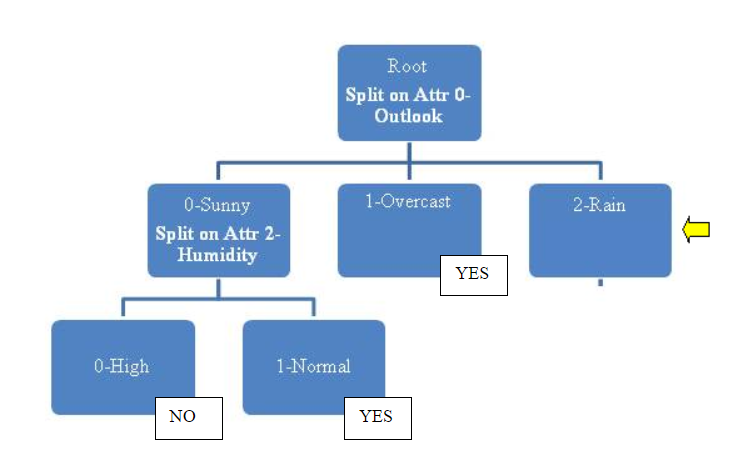 Root
Split on Attr 0-
Outlook
0-Sunny
Split on Attr 2-
Humidity
1-Overcast
YES
2-Rain
0-High
NO
1-Normal
YES